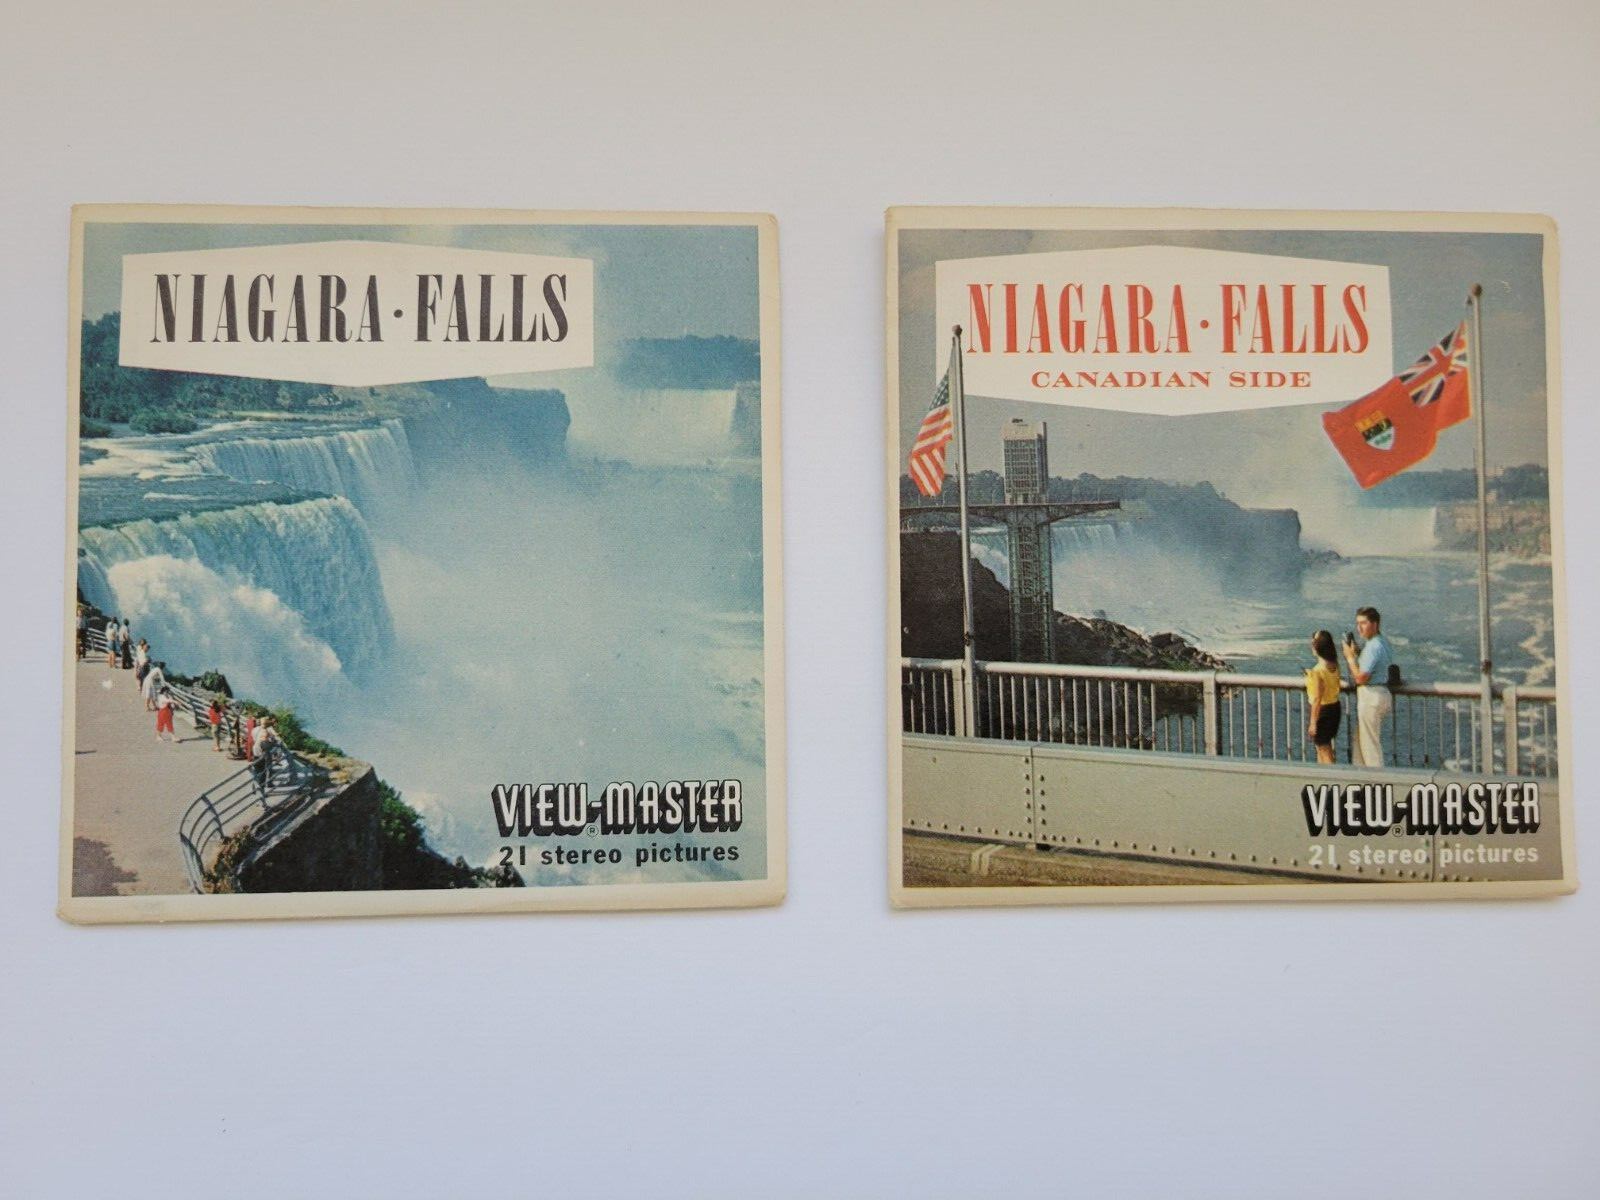 NIAGARA·FALLS
VIEW-MASTER
®
21 stereo pictures
NIAGARA·FALLS
CANADIAN SIDE
VIEW-MASTER
®
21 stereo pictures